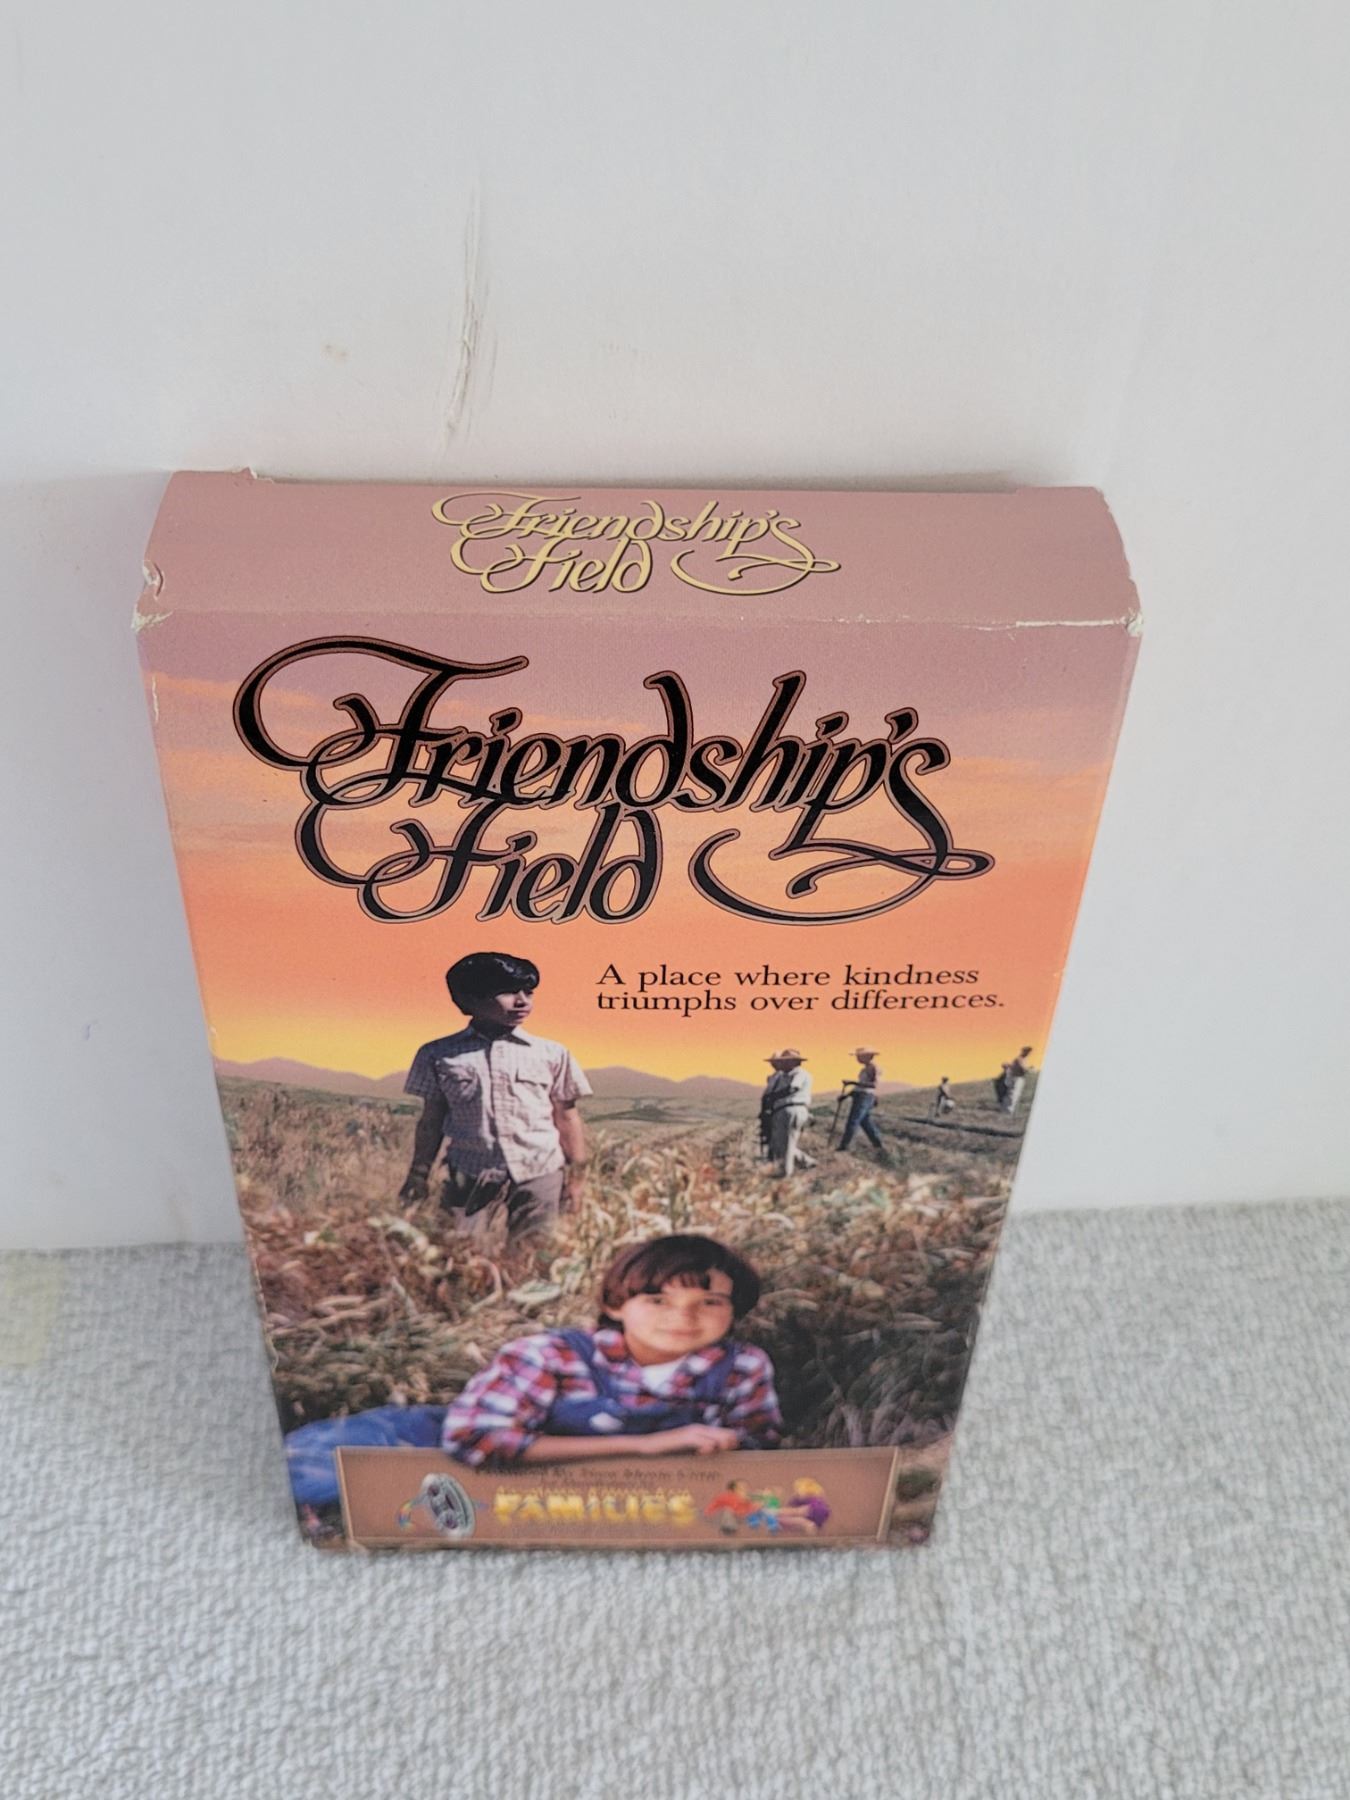 Friendship's
Field
Friendship's
Field
A place where kindness
triumphs over differences.
FAMILIES